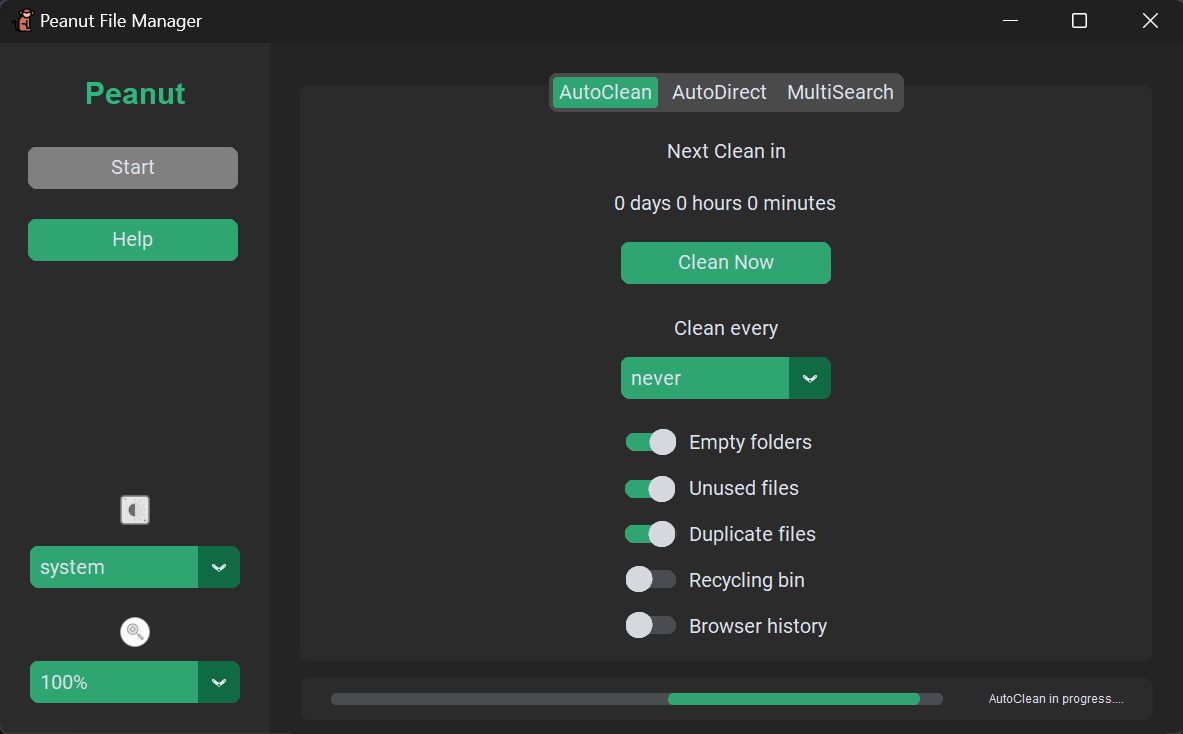 Peanut File Manager
Peanut
Start
Help
system
100%
AutoClean AutoDirect MultiSearch
Next Clean in
0 days 0 hours 0 minutes
Clean Now
Clean every
never
Empty folders
Unused files
Duplicate files
Recycling bin
Browser history
AutoClean in progress....